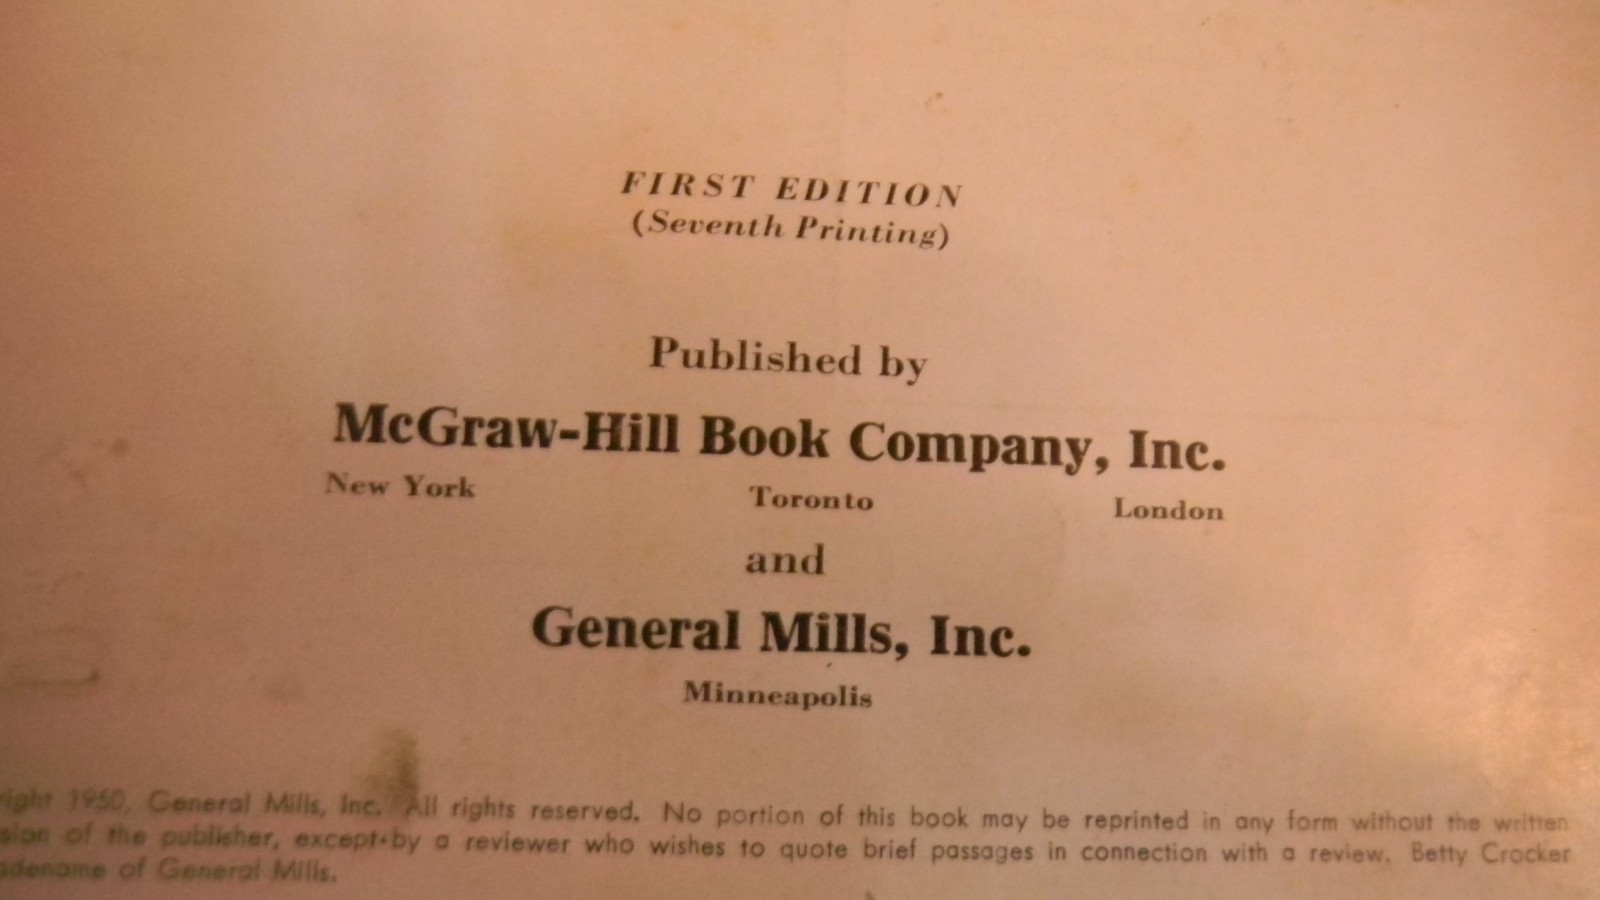 FIRST EDITION
(Seventh Printing)
Published by
McGraw-Hill Book Company, Inc.
New York Toronto London
and
General Mills, Inc.
Minneapolis
right 1950, General Mills, Inc. All rights reserved. No portion of this book may be reprinted in any form without the written
sion of the publisher, except by a reviewer who wishes to quote brief passages in connection with a review. Betty Crocker
adename of General Mills.